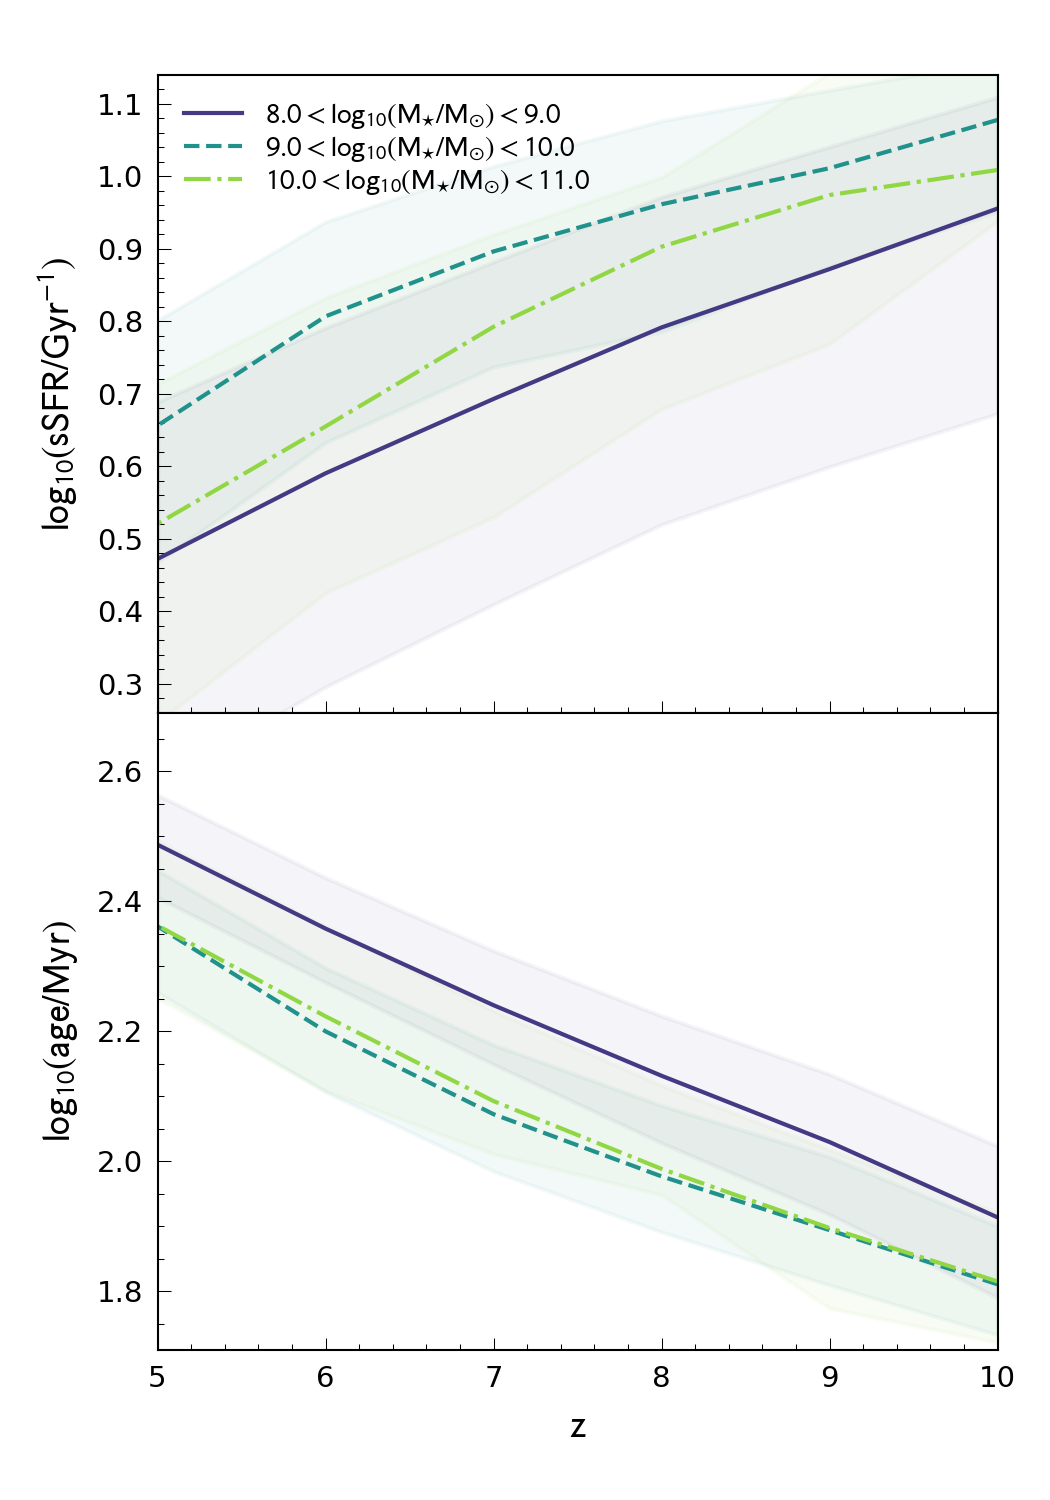 1.1
1.0
0.9
0.8
0.7
0.6
0.5
0.4
0.3
log₁₀(sSFR/Gyr⁻¹)
8.0 < log₁₀(M⋆/M⊙) < 9.0
9.0 < log₁₀(M⋆/M⊙) < 10.0
10.0 < log₁₀(M⋆/M⊙) < 11.0
2.6
2.4
2.2
2.0
1.8
log₁₀(age/Myr)
5 6 7 8 9 10
z